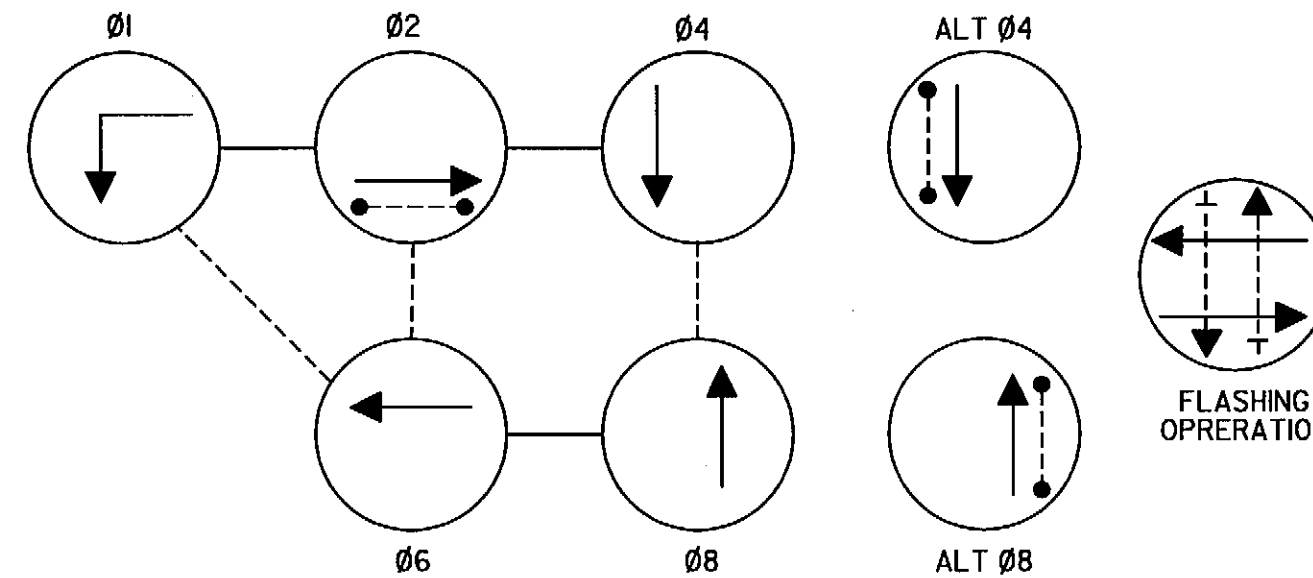 Ø1
Ø2
Ø4
ALT Ø4
Ø6
Ø8
ALT Ø8
FLASHING
OPRERATIO